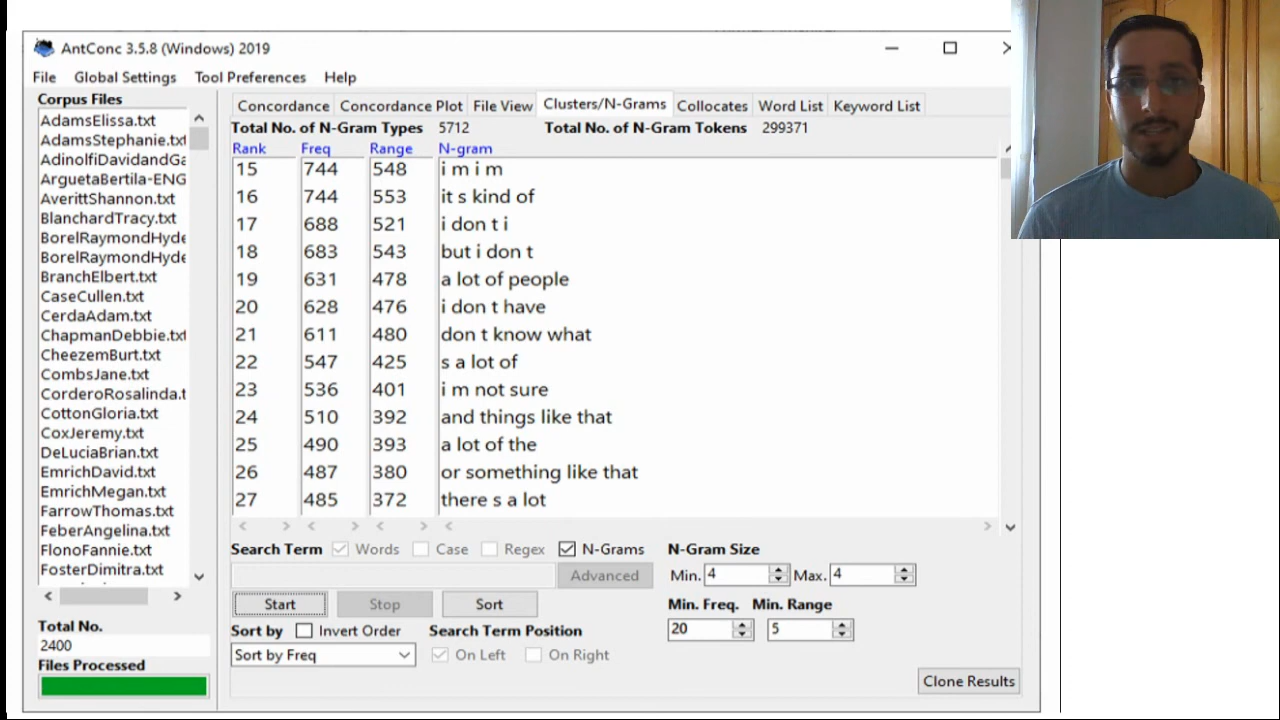 AntConc 3.5.8 (Windows) 2019
File Global Settings Tool Preferences Help
Corpus Files
AdamsElissa.txt
AdamsStephanie.txt
AdinolfiDavidandGa
ArguetaBertila-ENG
AverittShannon.txt
BlanchardTracy.txt
BorelRaymondHyde
BorelRaymondHyde
BranchElbert.txt
CaseCullen.txt
CerdaAdam.txt
ChapmanDebbie.txt
CheezemBurt.txt
CombsJane.txt
CorderoRosalinda.t
CottonGloria.txt
CoxJeremy.txt
DeLuciaBrian.txt
EmrichDavid.txt
EmrichMegan.txt
FarrowThomas.txt
FeberAngelina.txt
FlonoFannie.txt
FosterDimitra.txt
Total No.
2400
Files Processed
Concordance Concordance Plot File View Clusters/N-Grams Collocates Word List Keyword List
Total No. of N-Gram Types 5712 Total No. of N-Gram Tokens 299371
Rank Freq Range N-gram
15 744 548 i m i m
16 744 553 it s kind of
17 688 521 i don t i
18 683 543 but i don t
19 631 478 a lot of people
20 628 476 i don t have
21 611 480 don t know what
22 547 425 s a lot of
23 536 401 i m not sure
24 510 392 and things like that
25 490 393 a lot of the
26 487 380 or something like that
27 485 372 there s a lot
Search Term Words Case Regex N-Grams N-Gram Size
Advanced Min. 4 Max. 4
Start Stop Sort Min. Freq. Min. Range
20 5
Sort by Invert Order Search Term Position
Sort by Freq On Left On Right
Clone Results